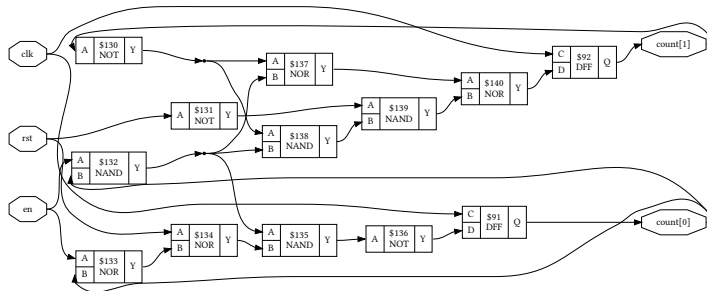 clk
rst
en
A $130 NOT Y
A $131 NOT Y
A B $132 NAND Y
A B $133 NOR Y
A B $134 NOR Y
A B $137 NOR Y
A B $138 NAND Y
A B $135 NAND Y
A B $139 NAND Y
A $136 NOT Y
A B $140 NOR Y
C D $91 DFF Q
C D $92 DFF Q
count[1]
count[0]